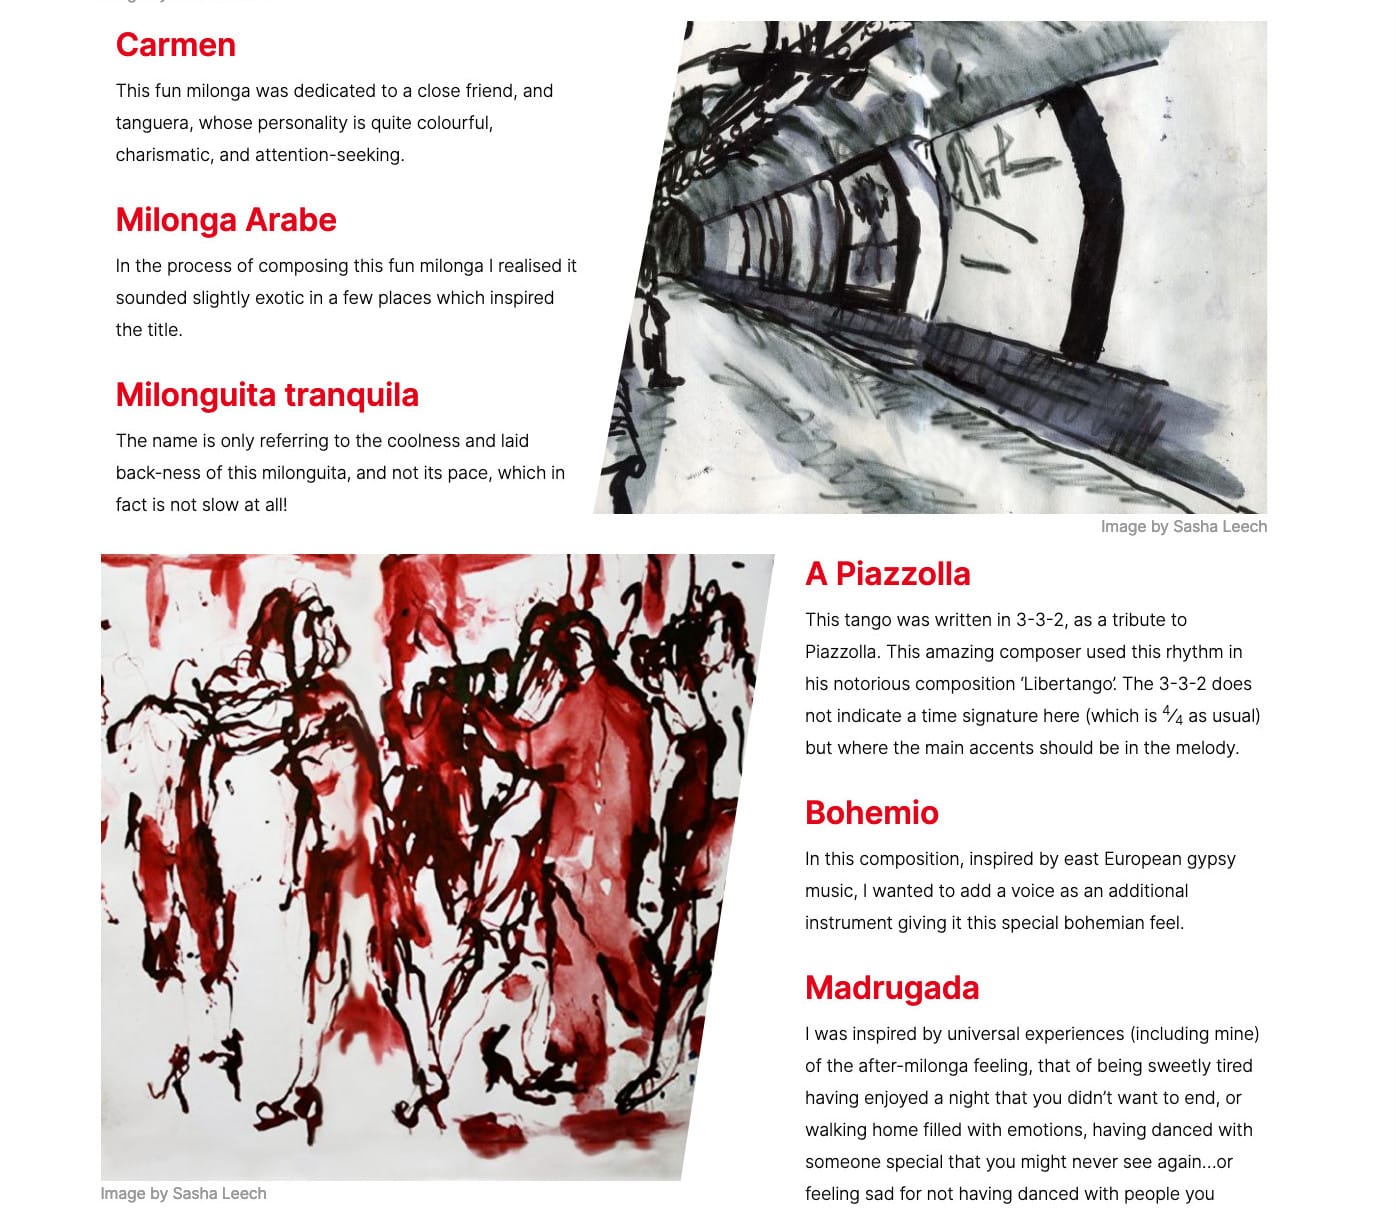 Carmen
This fun milonga was dedicated to a close friend, and
tanguera, whose personality is quite colourful,
charismatic, and attention-seeking.
Milonga Arabe
In the process of composing this fun milonga I realised it
sounded slightly exotic in a few places which inspired
the title.
Milonguita tranquila
The name is only referring to the coolness and laid
back-ness of this milonguita, and not its pace, which in
fact is not slow at all!
Image by Sasha Leech
A Piazzolla
This tango was written in 3-3-2, as a tribute to
Piazzolla. This amazing composer used this rhythm in
his notorious composition ‘Libertango’. The 3-3-2 does
not indicate a time signature here (which is 4/4 as usual)
but where the main accents should be in the melody.
Bohemio
In this composition, inspired by east European gypsy
music, I wanted to add a voice as an additional
instrument giving it this special bohemian feel.
Madrugada
I was inspired by universal experiences (including mine)
of the after-milonga feeling, that of being sweetly tired
having enjoyed a night that you didn’t want to end, or
walking home filled with emotions, having danced with
someone special that you might never see again...or
feeling sad for not having danced with people you
Image by Sasha Leech